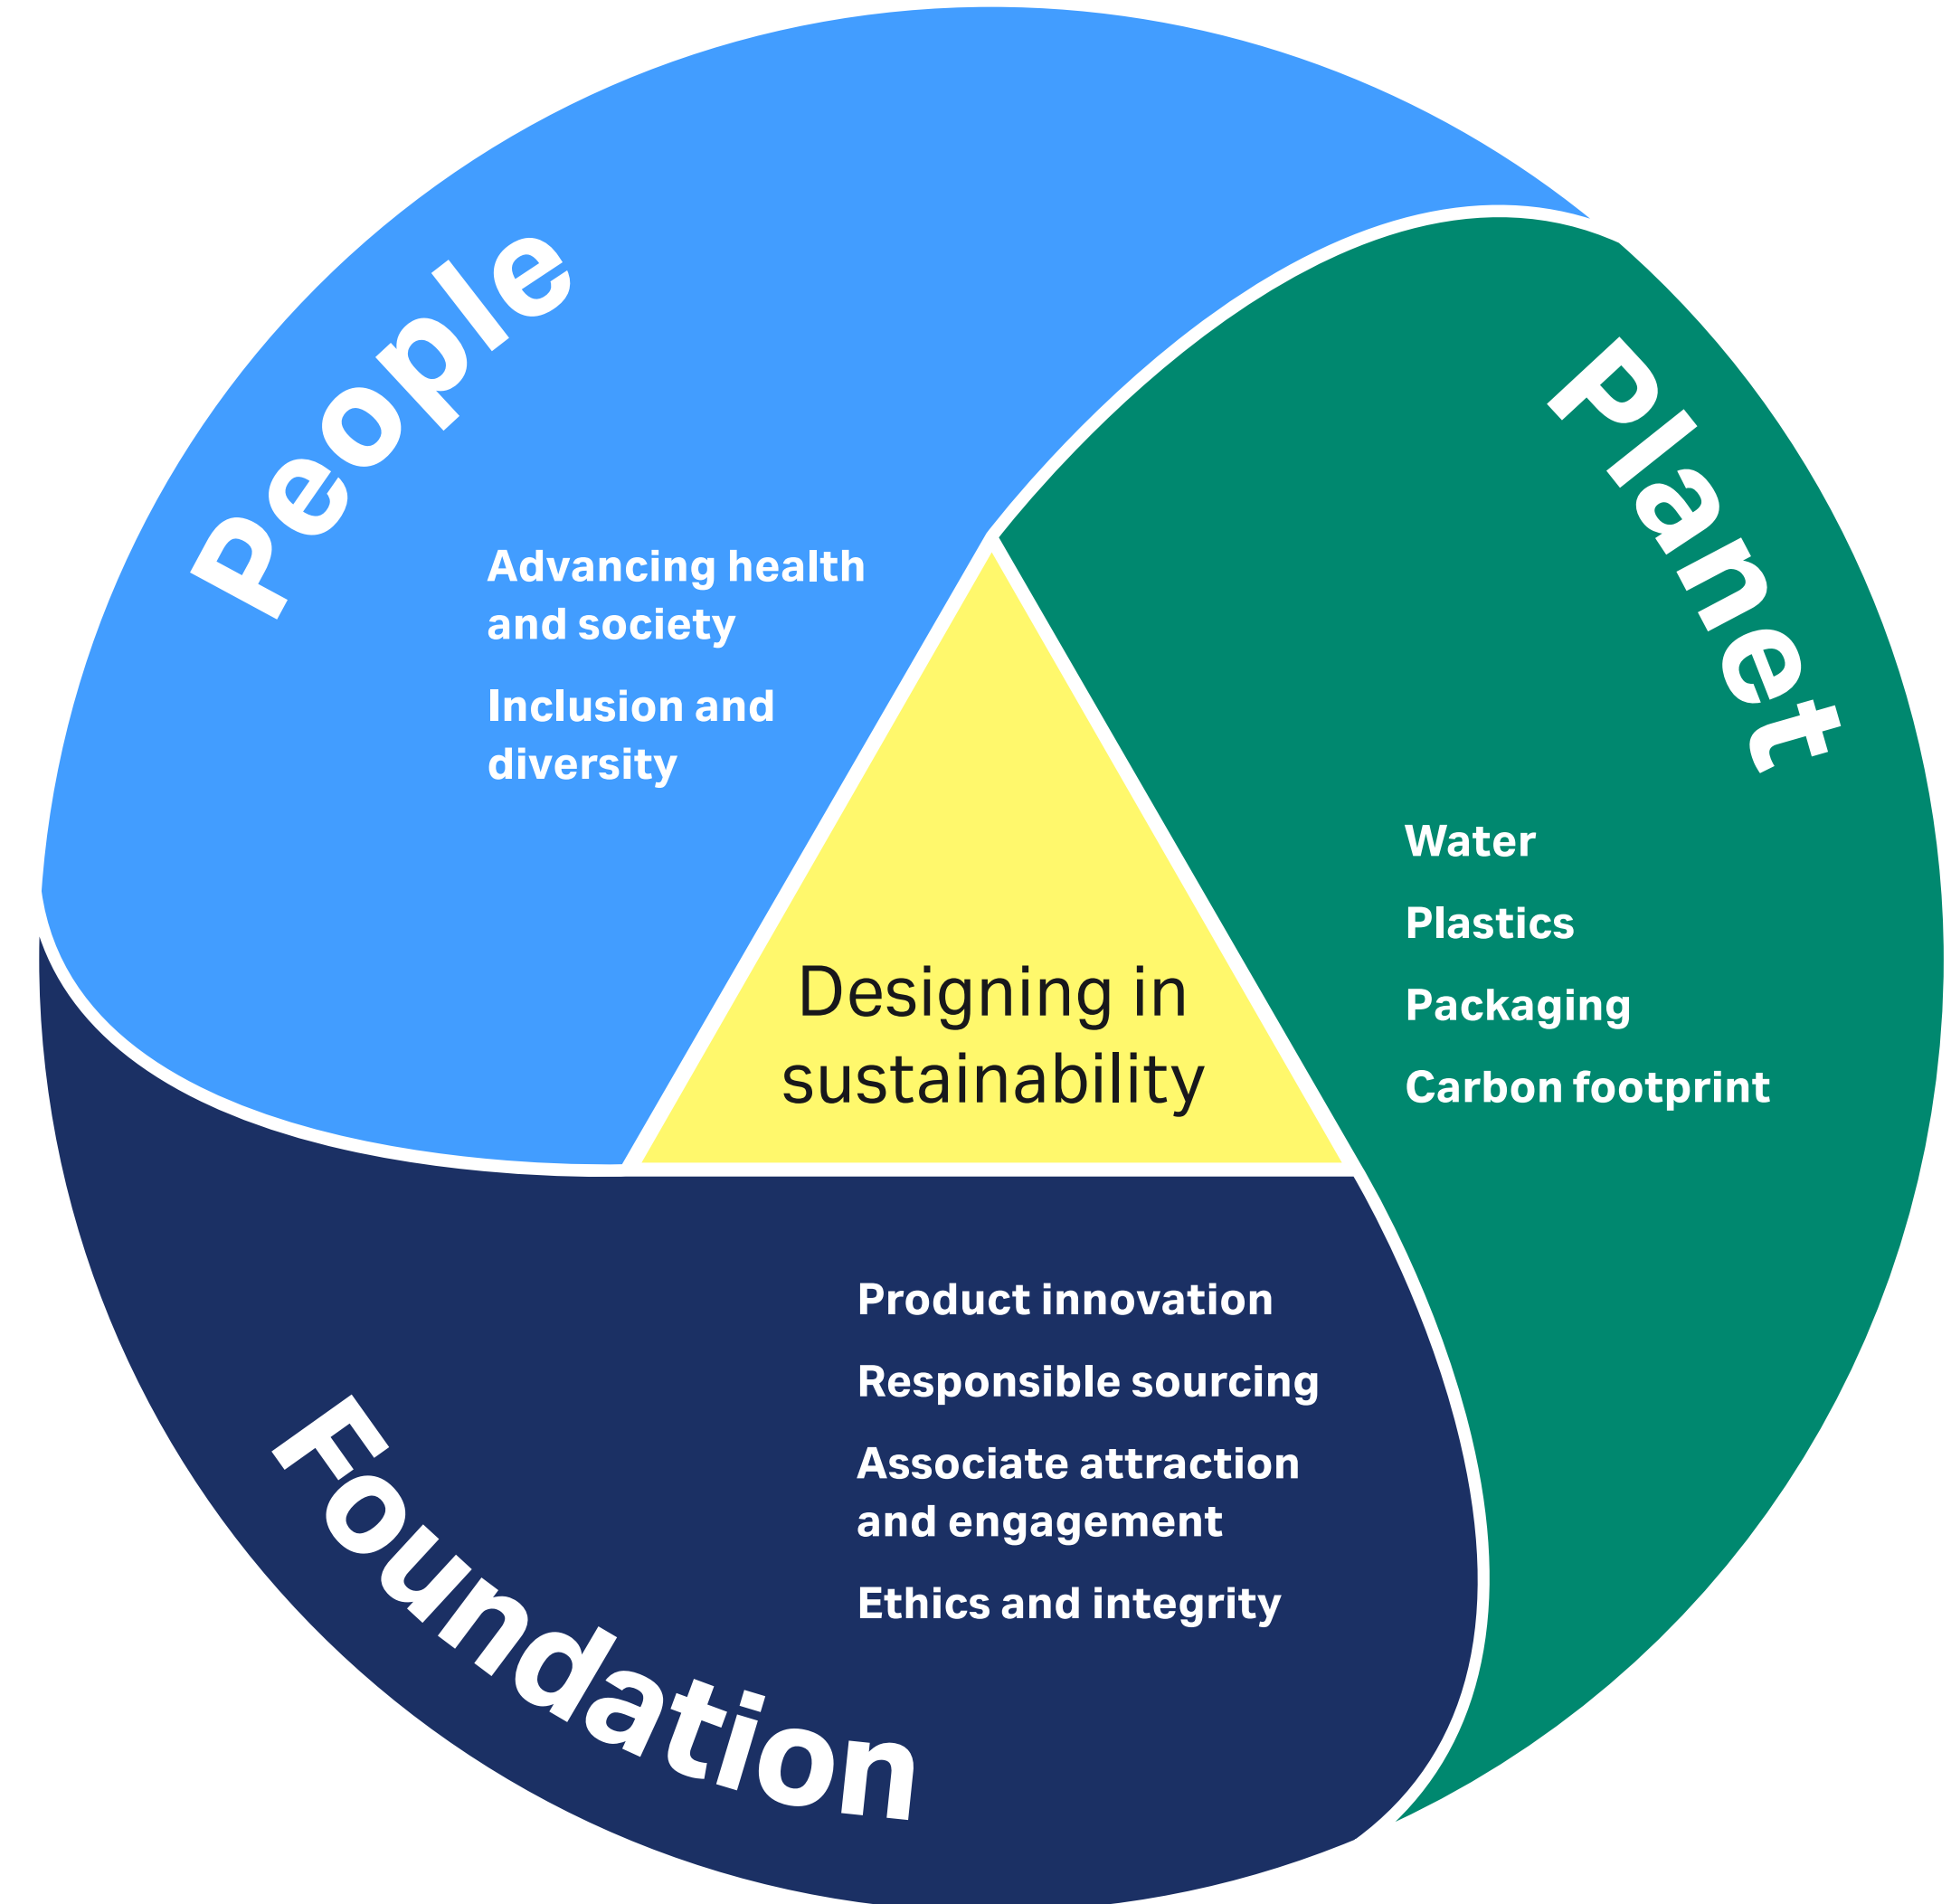 People
Advancing health
and society
Inclusion and
diversity
Planet
Water
Plastics
Packaging
Carbon footprint
Designing in
sustainability
Product innovation
Responsible sourcing
Associate attraction
and engagement
Ethics and integrity
Foundation